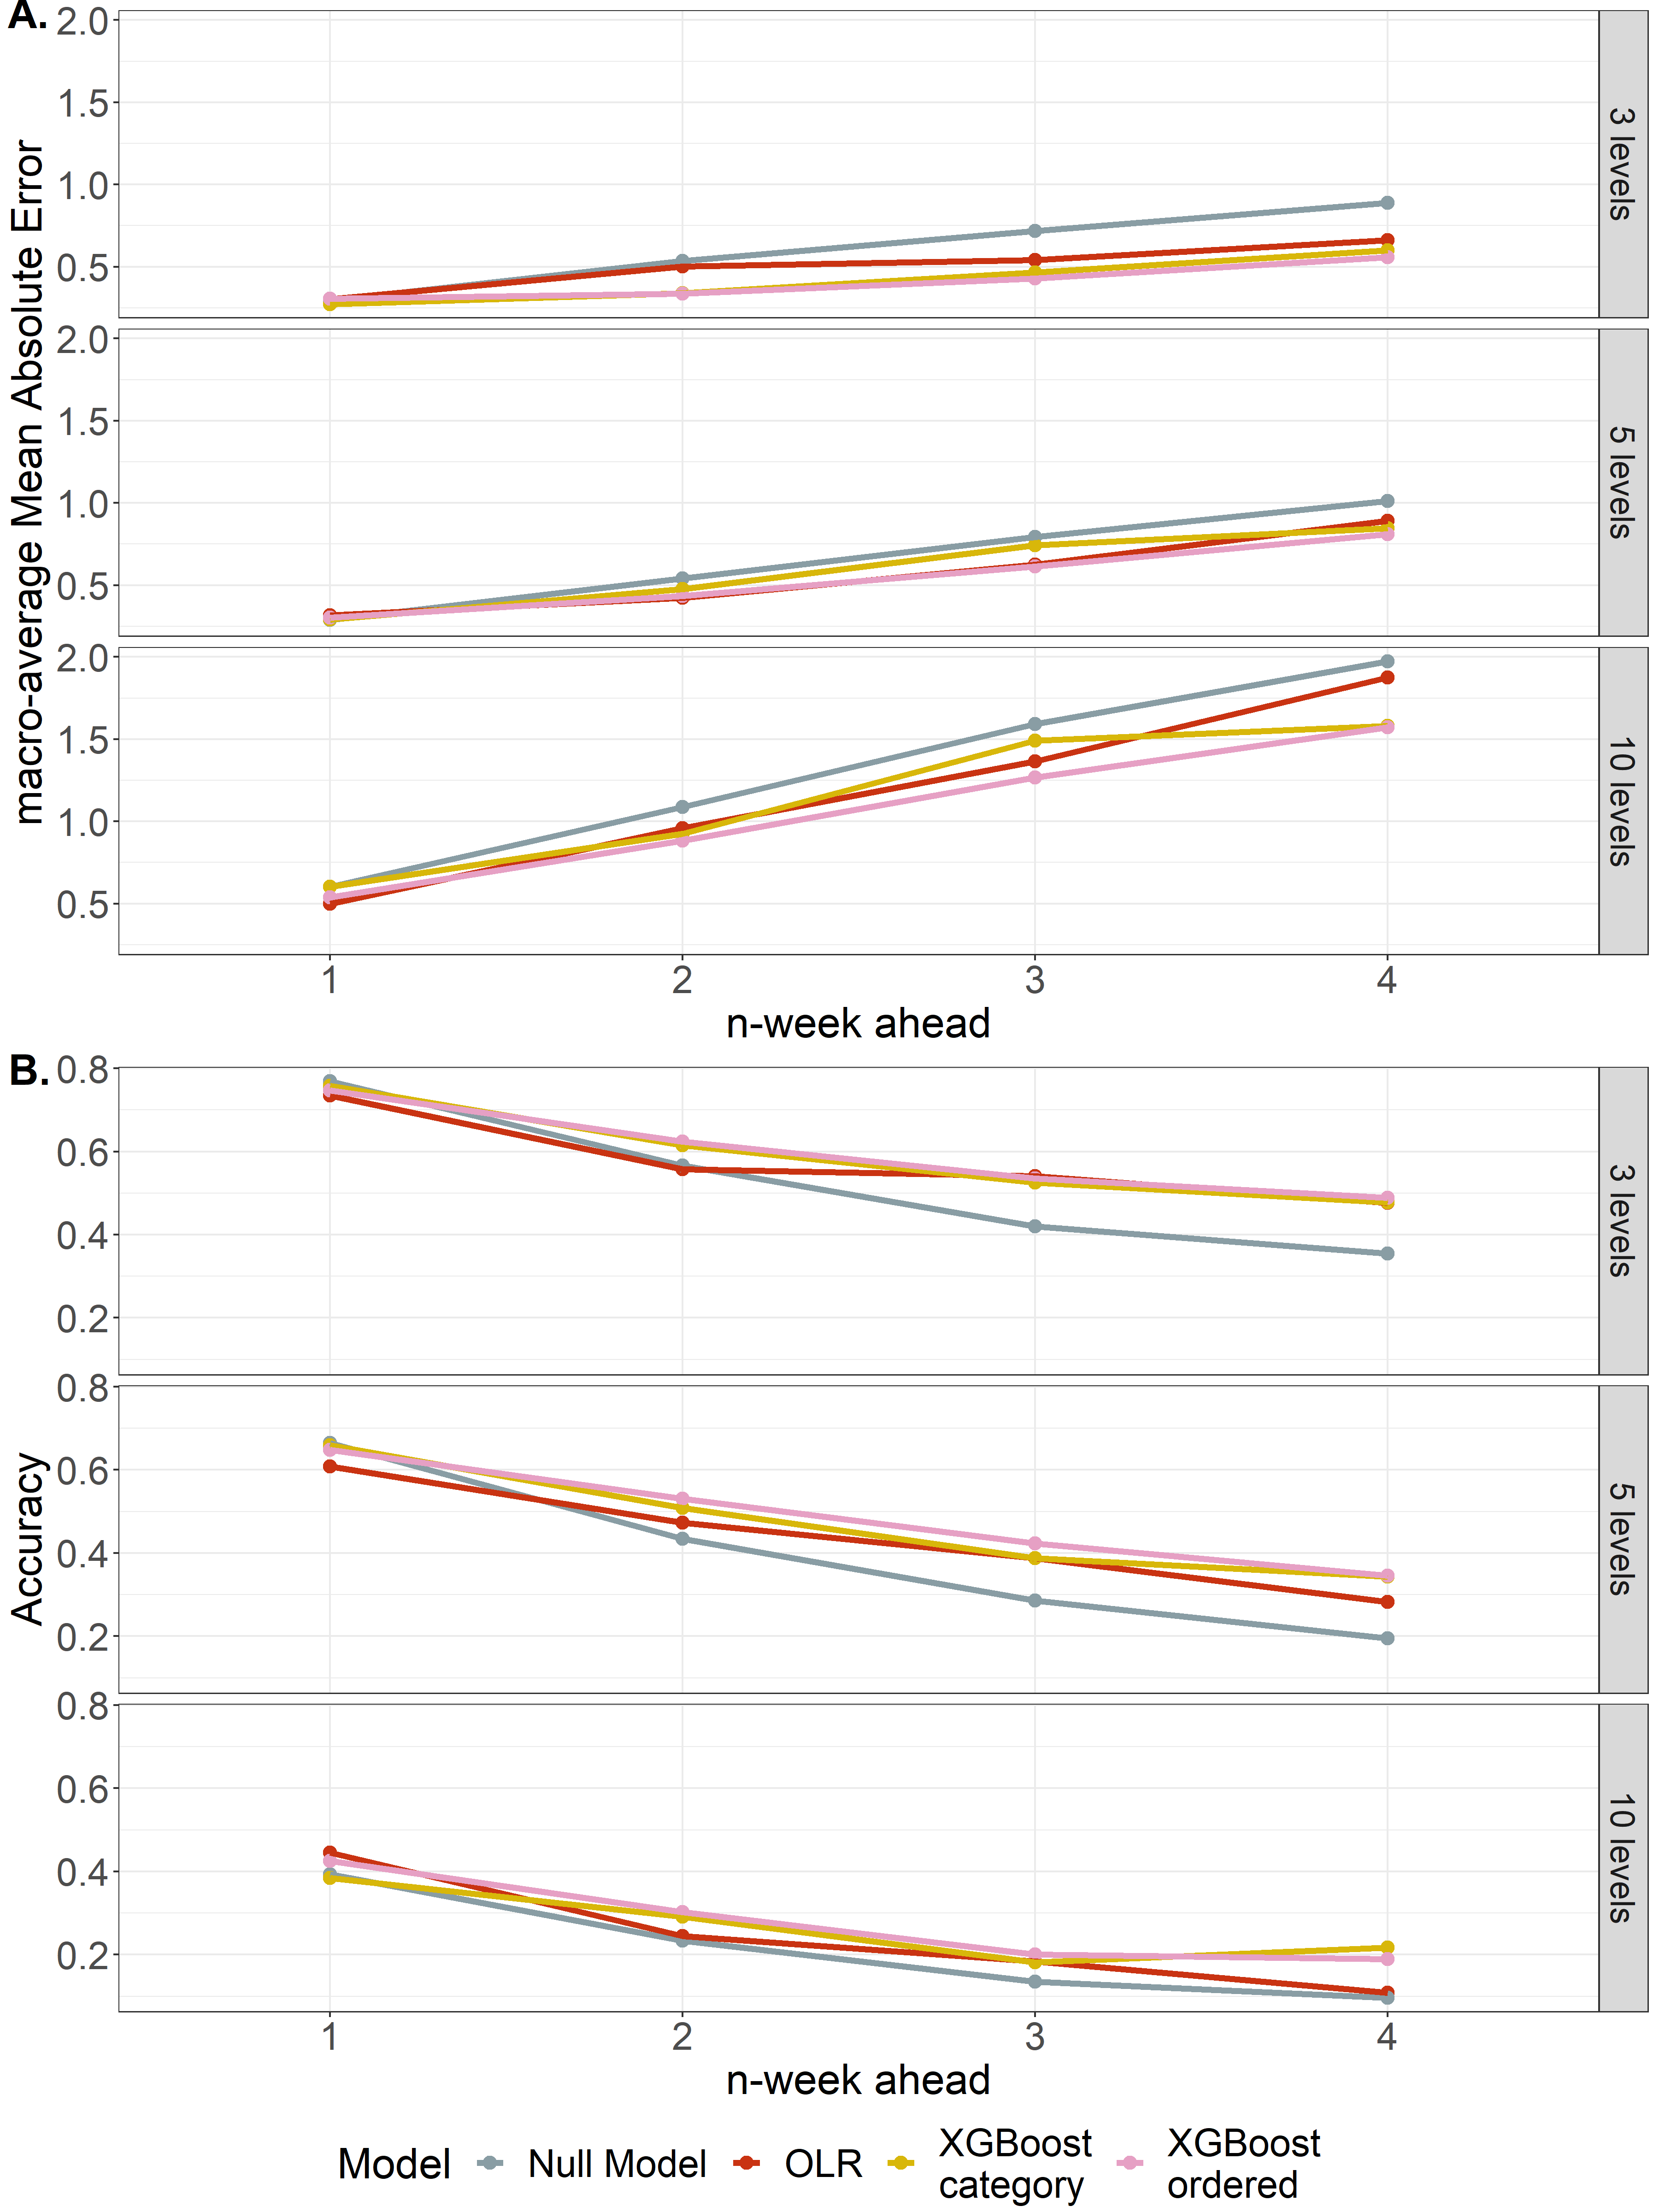 A.
macro-average Mean Absolute Error
2.0
1.5
1.0
0.5
3 levels
2.0
1.5
1.0
0.5
5 levels
2.0
1.5
1.0
0.5
10 levels
1 2 3 4
n-week ahead
B.
Accuracy
0.8
0.6
0.4
0.2
3 levels
0.8
0.6
0.4
0.2
5 levels
0.8
0.6
0.4
0.2
10 levels
1 2 3 4
n-week ahead
Model
Null Model
OLR
XGBoost
category
XGBoost
ordered